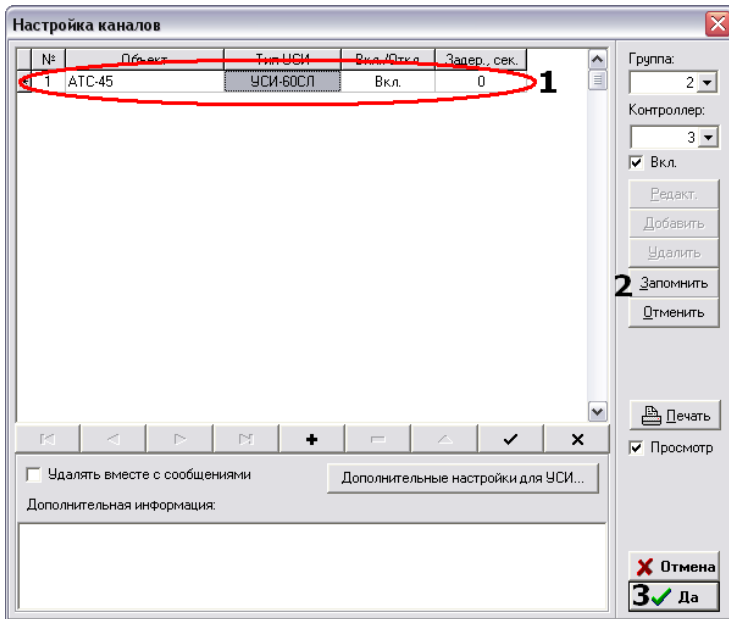 Настройка каналов
№ Объект Тип УСИ Вкл./Откл. Задер., сек.
1 АТС-45 УСИ-60СЛ Вкл. 0 1
Группа:
2
Контроллер:
3
Вкл.
Редакт.
Добавить
Удалить
2 Запомнить
Отменить
Печать
Просмотр
Удалять вместе с сообщениями
Дополнительные настройки для УСИ...
Дополнительная информация:
Отмена
3 Да